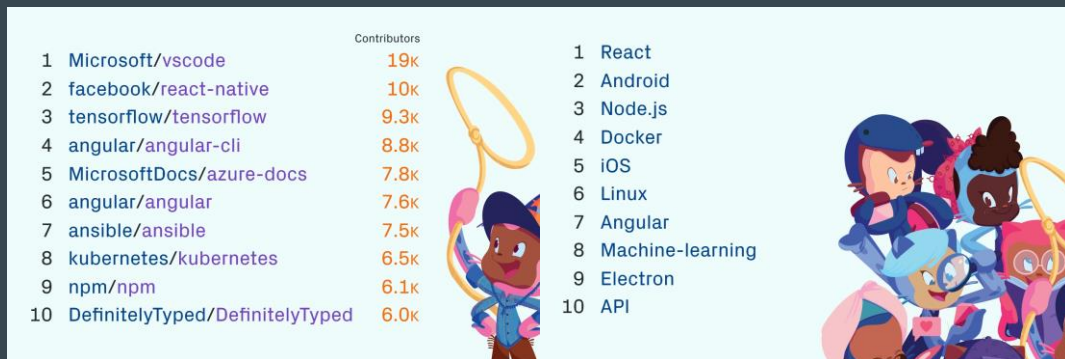 Contributors
1 Microsoft/vscode 19K
2 facebook/react-native 10K
3 tensorflow/tensorflow 9.3K
4 angular/angular-cli 8.8K
5 MicrosoftDocs/azure-docs 7.8K
6 angular/angular 7.6K
7 ansible/ansible 7.5K
8 kubernetes/kubernetes 6.5K
9 npm/npm 6.1K
10 DefinitelyTyped/DefinitelyTyped 6.0K
1 React
2 Android
3 Node.js
4 Docker
5 iOS
6 Linux
7 Angular
8 Machine-learning
9 Electron
10 API